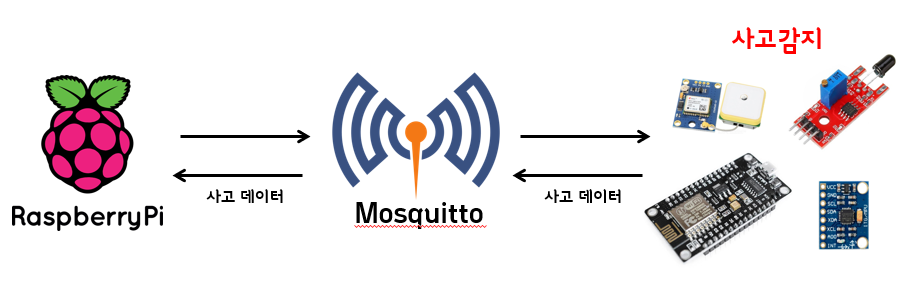 사고감지
RaspberryPi
사고 데이터
Mosquitto
사고 데이터
VCC
GND
SCL
SDA
XDA
XCL
ADO
INT